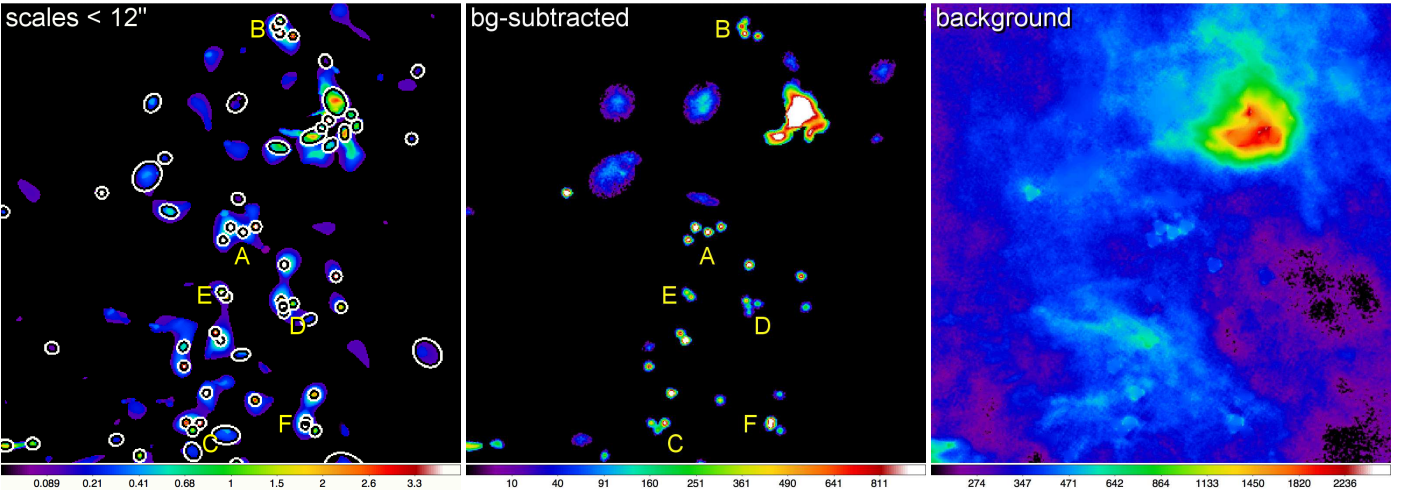 scales < 12" bg-subtracted background
B B
A A
E E
D D
F F
C C
0.089 0.21 0.41 0.68 1 1.5 2 2.6 3.3 10 40 91 160 251 361 490 641 811 274 347 471 642 864 1133 1450 1820 2236